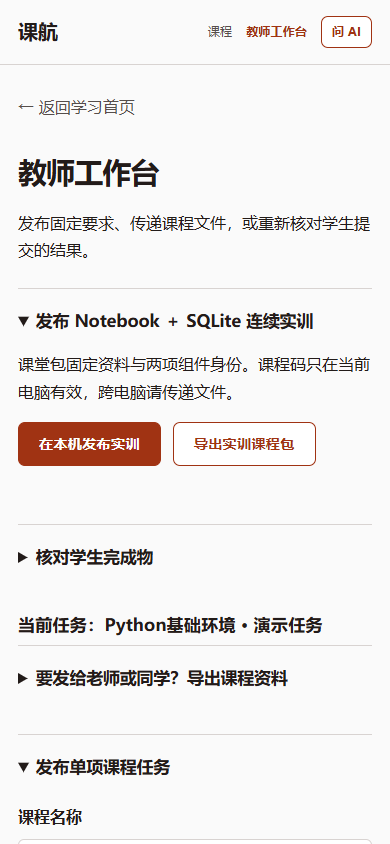 课航
课程 教师工作台 问 AI
← 返回学习首页
教师工作台
发布固定要求、传递课程文件，或重新核对学生提
交的结果。
▼ 发布 Notebook + SQLite 连续实训
课堂包固定资料与两项组件身份。课程码只在当前
电脑有效，跨电脑请传递文件。
在本机发布实训 导出实训课程包
▶ 核对学生完成物
当前任务：Python基础环境 · 演示任务
▶ 要发给老师或同学？导出课程资料
▼ 发布单项课程任务
课程名称